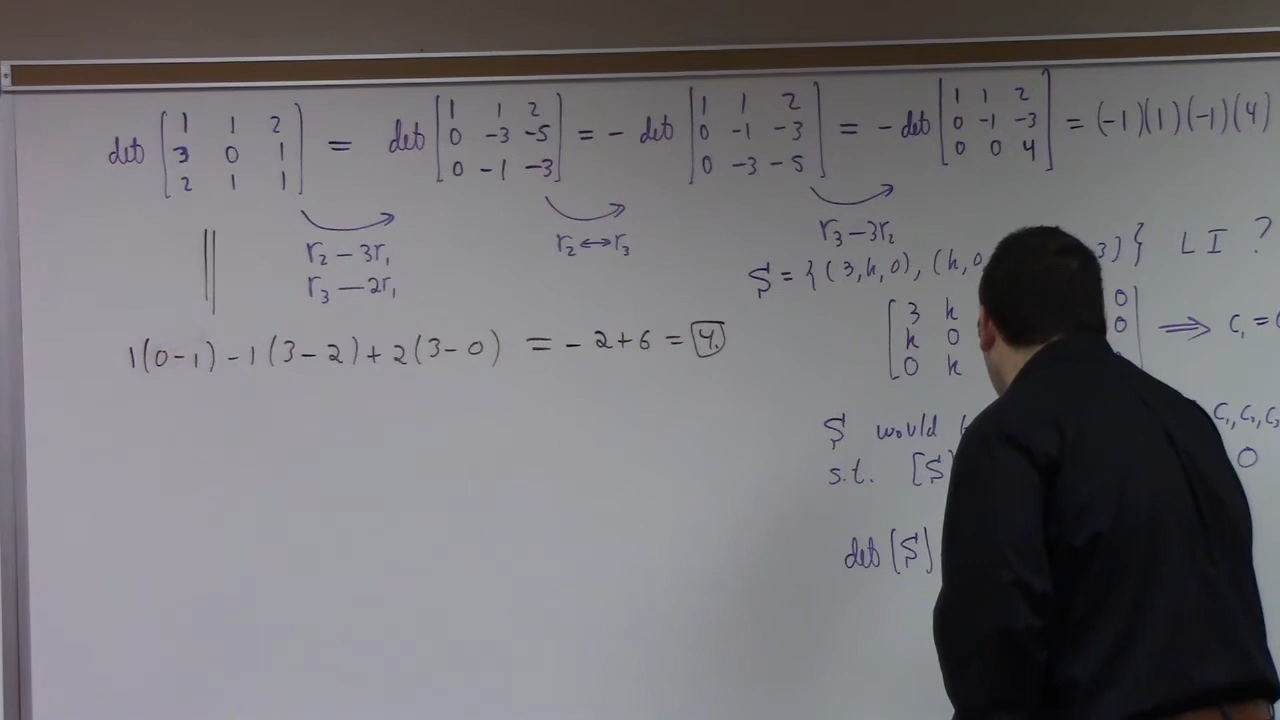 det [1 1 2; 3 0 1; 2 1 1] = det [1 1 2; 0 -3 -5; 0 -1 -3] = - det [1 1 2; 0 -1 -3; 0 -3 -5] = - det [1 1 2; 0 -1 -3; 0 0 4] = (-1)(1)(-1)(4)
r₂ - 3r₁
r₃ - 2r₁
r₂ ↔ r₃
r₃ - 3r₂
||
1(0-1) - 1(3-2) + 2(3-0) = - 2+6 = 4.
S = {(3,k,0), (k,0 3)} LI ?
[3 k 0
k 0 0 ⟹ c₁ =
0 k
S would c₁, c₂, c₃
s.t. [S] 0
det [S]